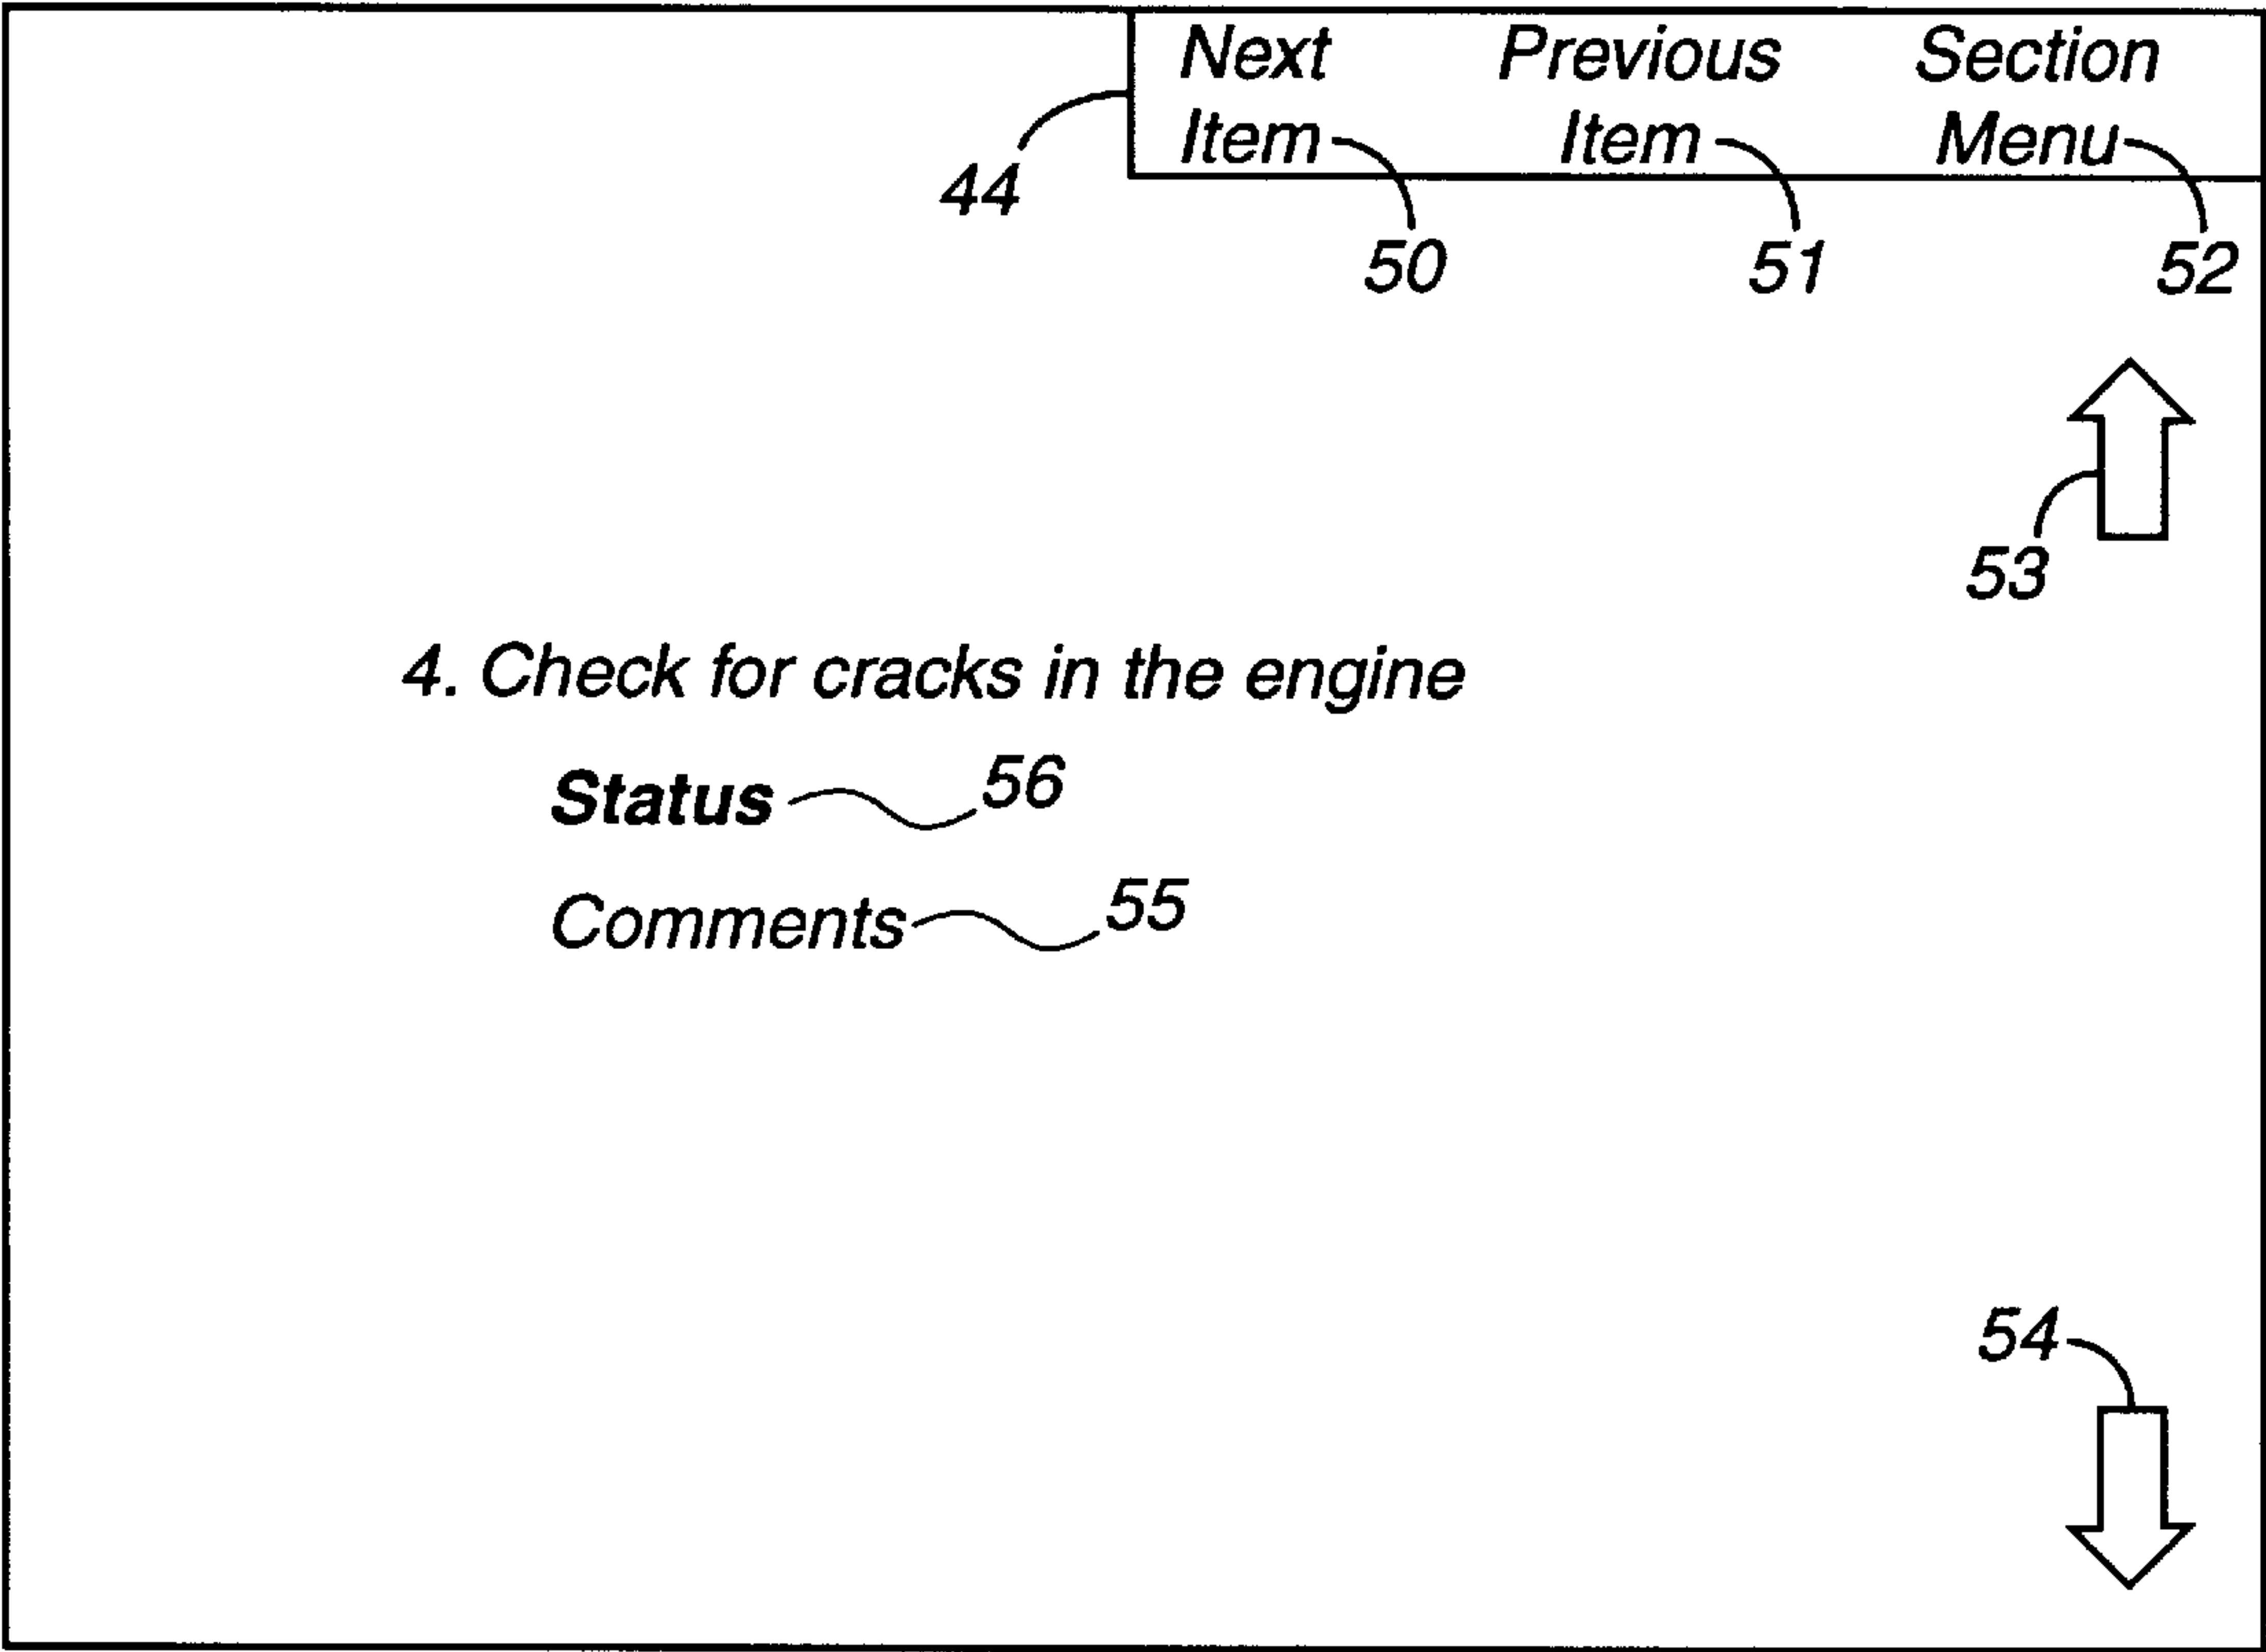 Next Previous Section
Item Item Menu
44
50 51 52
53
4. Check for cracks in the engine
Status 56
Comments 55
54